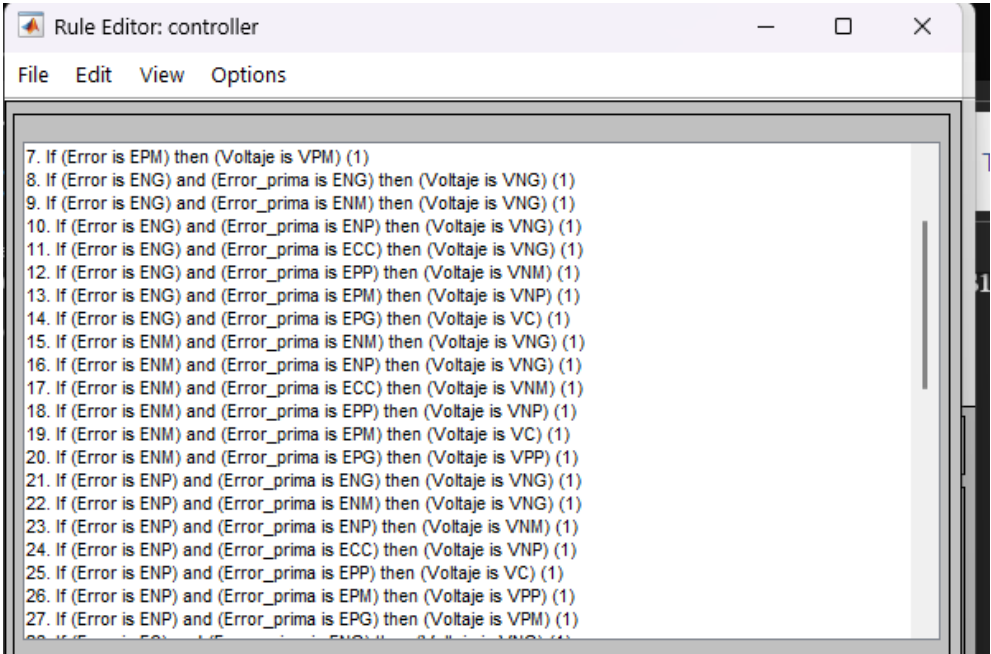 Rule Editor: controller
File Edit View Options
7. If (Error is EPM) then (Voltaje is VPM) (1)
8. If (Error is ENG) and (Error_prima is ENG) then (Voltaje is VNG) (1)
9. If (Error is ENG) and (Error_prima is ENM) then (Voltaje is VNG) (1)
10. If (Error is ENG) and (Error_prima is ENP) then (Voltaje is VNG) (1)
11. If (Error is ENG) and (Error_prima is ECC) then (Voltaje is VNG) (1)
12. If (Error is ENG) and (Error_prima is EPP) then (Voltaje is VNM) (1)
13. If (Error is ENG) and (Error_prima is EPM) then (Voltaje is VNP) (1)
14. If (Error is ENG) and (Error_prima is EPG) then (Voltaje is VC) (1)
15. If (Error is ENM) and (Error_prima is ENM) then (Voltaje is VNG) (1)
16. If (Error is ENM) and (Error_prima is ENP) then (Voltaje is VNG) (1)
17. If (Error is ENM) and (Error_prima is ECC) then (Voltaje is VNM) (1)
18. If (Error is ENM) and (Error_prima is EPP) then (Voltaje is VNP) (1)
19. If (Error is ENM) and (Error_prima is EPM) then (Voltaje is VC) (1)
20. If (Error is ENM) and (Error_prima is EPG) then (Voltaje is VPP) (1)
21. If (Error is ENP) and (Error_prima is ENG) then (Voltaje is VNG) (1)
22. If (Error is ENP) and (Error_prima is ENM) then (Voltaje is VNG) (1)
23. If (Error is ENP) and (Error_prima is ENP) then (Voltaje is VNM) (1)
24. If (Error is ENP) and (Error_prima is ECC) then (Voltaje is VNP) (1)
25. If (Error is ENP) and (Error_prima is EPP) then (Voltaje is VC) (1)
26. If (Error is ENP) and (Error_prima is EPM) then (Voltaje is VPP) (1)
27. If (Error is ENP) and (Error_prima is EPG) then (Voltaje is VPM) (1)